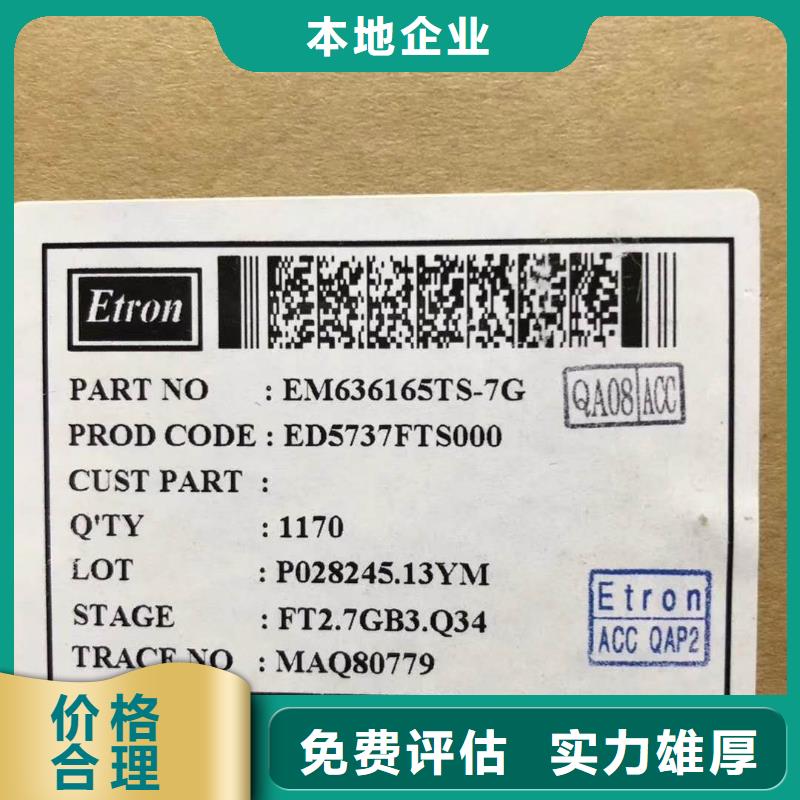 本地企业
Etron
PART NO : EM636165TS-7G
QA08 ACC
PROD CODE : ED5737FTS000
CUST PART :
Q'TY : 1170
LOT : P028245.13YM
STAGE : FT2.7GB3.Q34
Etron
ACC QAP2
TRACE NO : MAQ80779
价格
合理
免费评估 实力雄厚